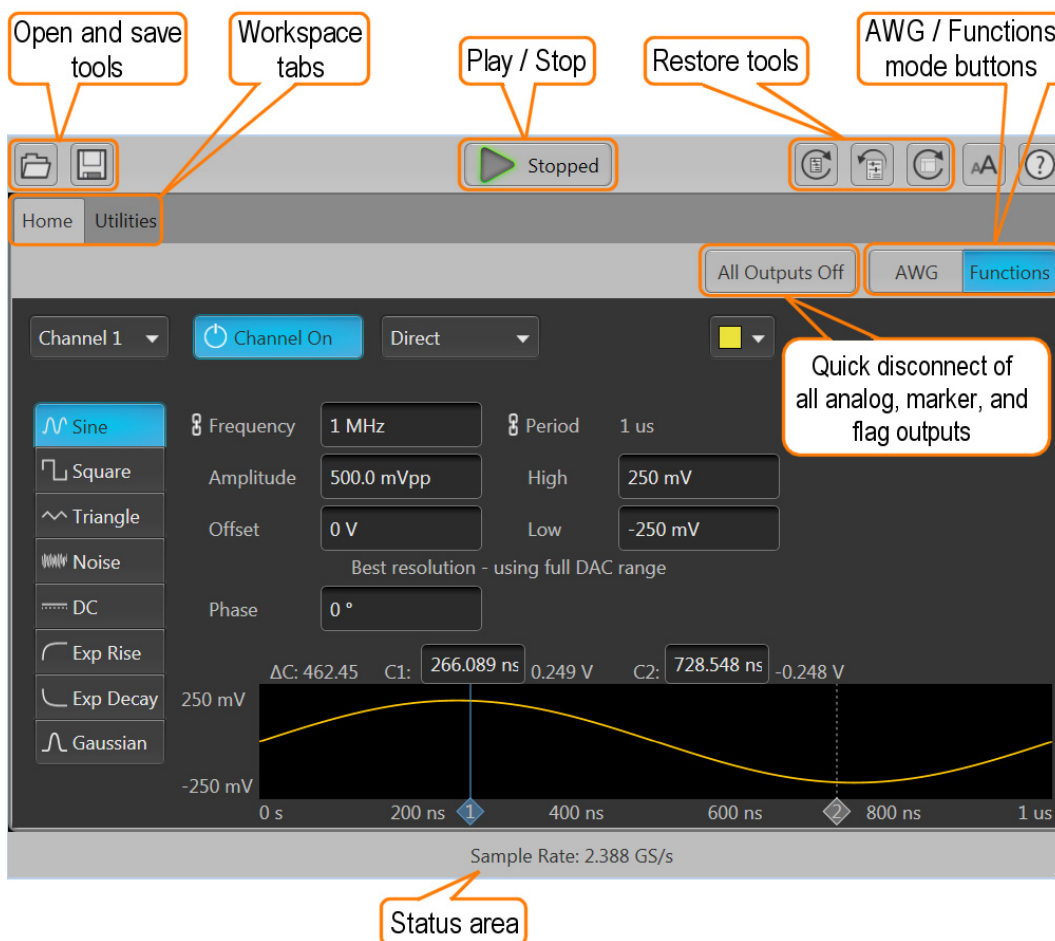 Open and save
tools
Workspace
tabs
Play / Stop
Restore tools
AWG / Functions
mode buttons
Stopped
AA
?
Home
Utilities
All Outputs Off
AWG
Functions
Channel 1
Channel On
Direct
Quick disconnect of
all analog, marker, and
flag outputs
Sine
Square
Triangle
Noise
DC
Exp Rise
Exp Decay
Gaussian
Frequency
1 MHz
Period
1 us
Amplitude
500.0 mVpp
High
250 mV
Offset
0 V
Low
-250 mV
Best resolution - using full DAC range
Phase
0 °
ΔC: 462.45
C1:
266.089 ns
0.249 V
C2:
728.548 ns
-0.248 V
250 mV
-250 mV
0 s
200 ns
1
400 ns
600 ns
2
800 ns
1 us
Sample Rate: 2.388 GS/s
Status area